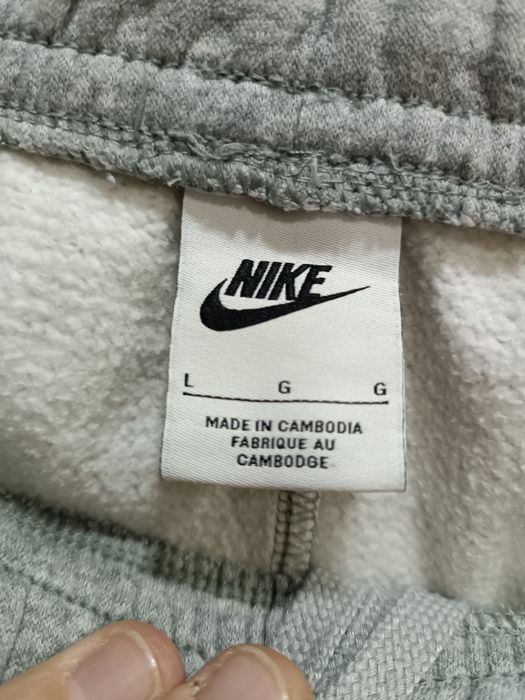 NIKE
L G G
MADE IN CAMBODIA
FABRIQUE AU
CAMBODGE